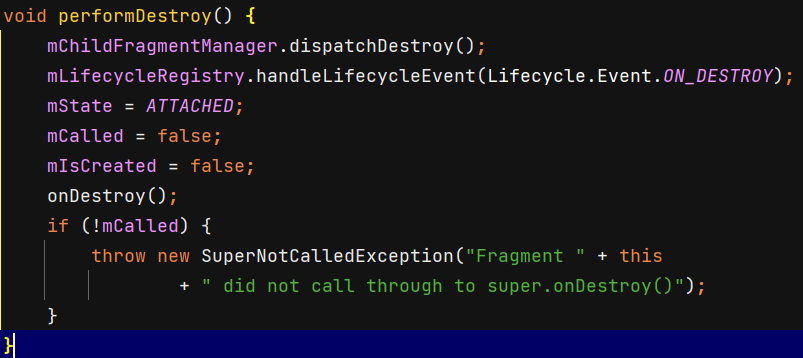 void performDestroy() {
    mChildFragmentManager.dispatchDestroy();
    mLifecycleRegistry.handleLifecycleEvent(Lifecycle.Event.ON_DESTROY);
    mState = ATTACHED;
    mCalled = false;
    mIsCreated = false;
    onDestroy();
    if (!mCalled) {
        throw new SuperNotCalledException("Fragment " + this
                + " did not call through to super.onDestroy()");
    }
}